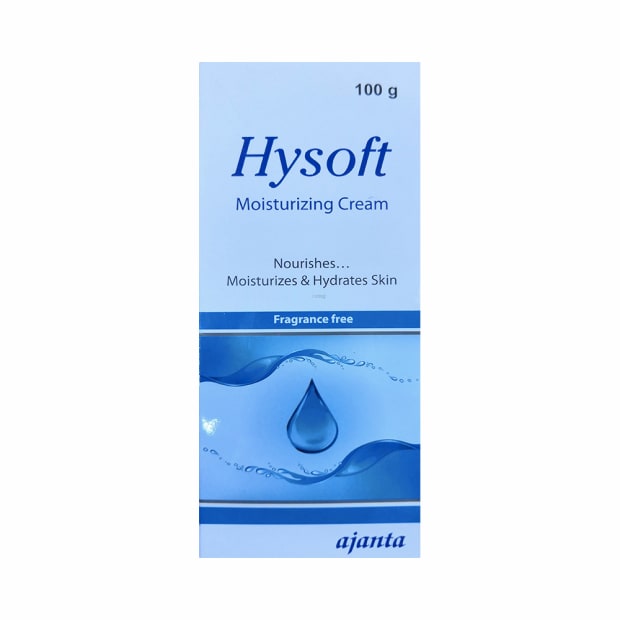 100 g
Hysoft
Moisturizing Cream
Nourishes...
Moisturizes & Hydrates Skin
Fragrance free
ajanta